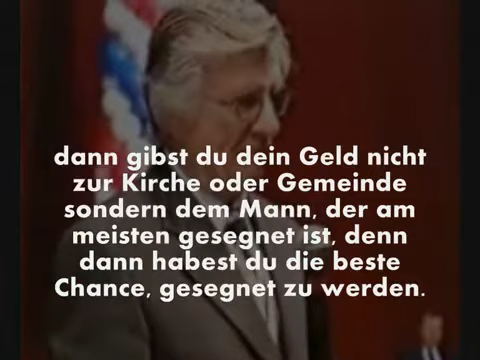 dann gibst du dein Geld nicht
zur Kirche oder Gemeinde
sondern dem Mann, der am
meisten gesegnet ist, denn
dann habest du die beste
Chance, gesegnet zu werden.